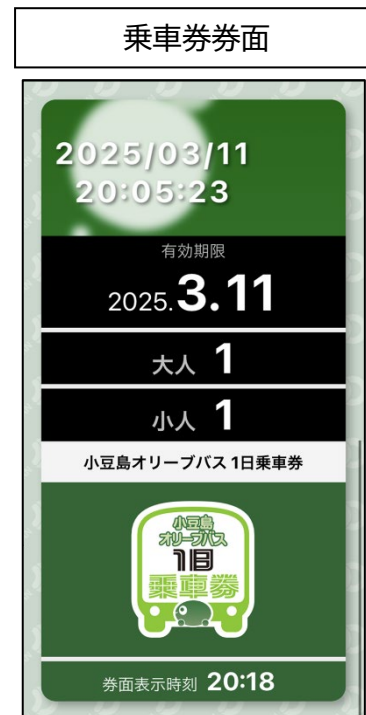 乗車券券面
2025/03/11
20:05:23
有効期限
2025.3.11
大人 1
小人 1
小豆島オリーブバス 1日乗車券
小豆島
オリーブバス
1日
乗車券
券面表示時刻 20:18